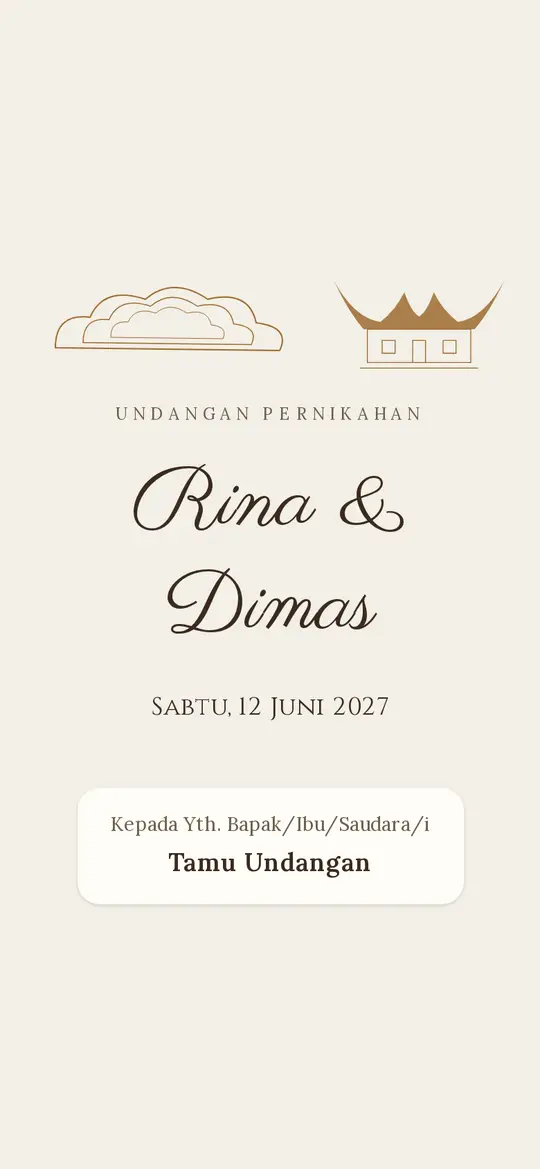 UNDANGAN PERNIKAHAN
Rina &
Dimas
Sabtu, 12 Juni 2027
Kepada Yth. Bapak/Ibu/Saudara/i
Tamu Undangan